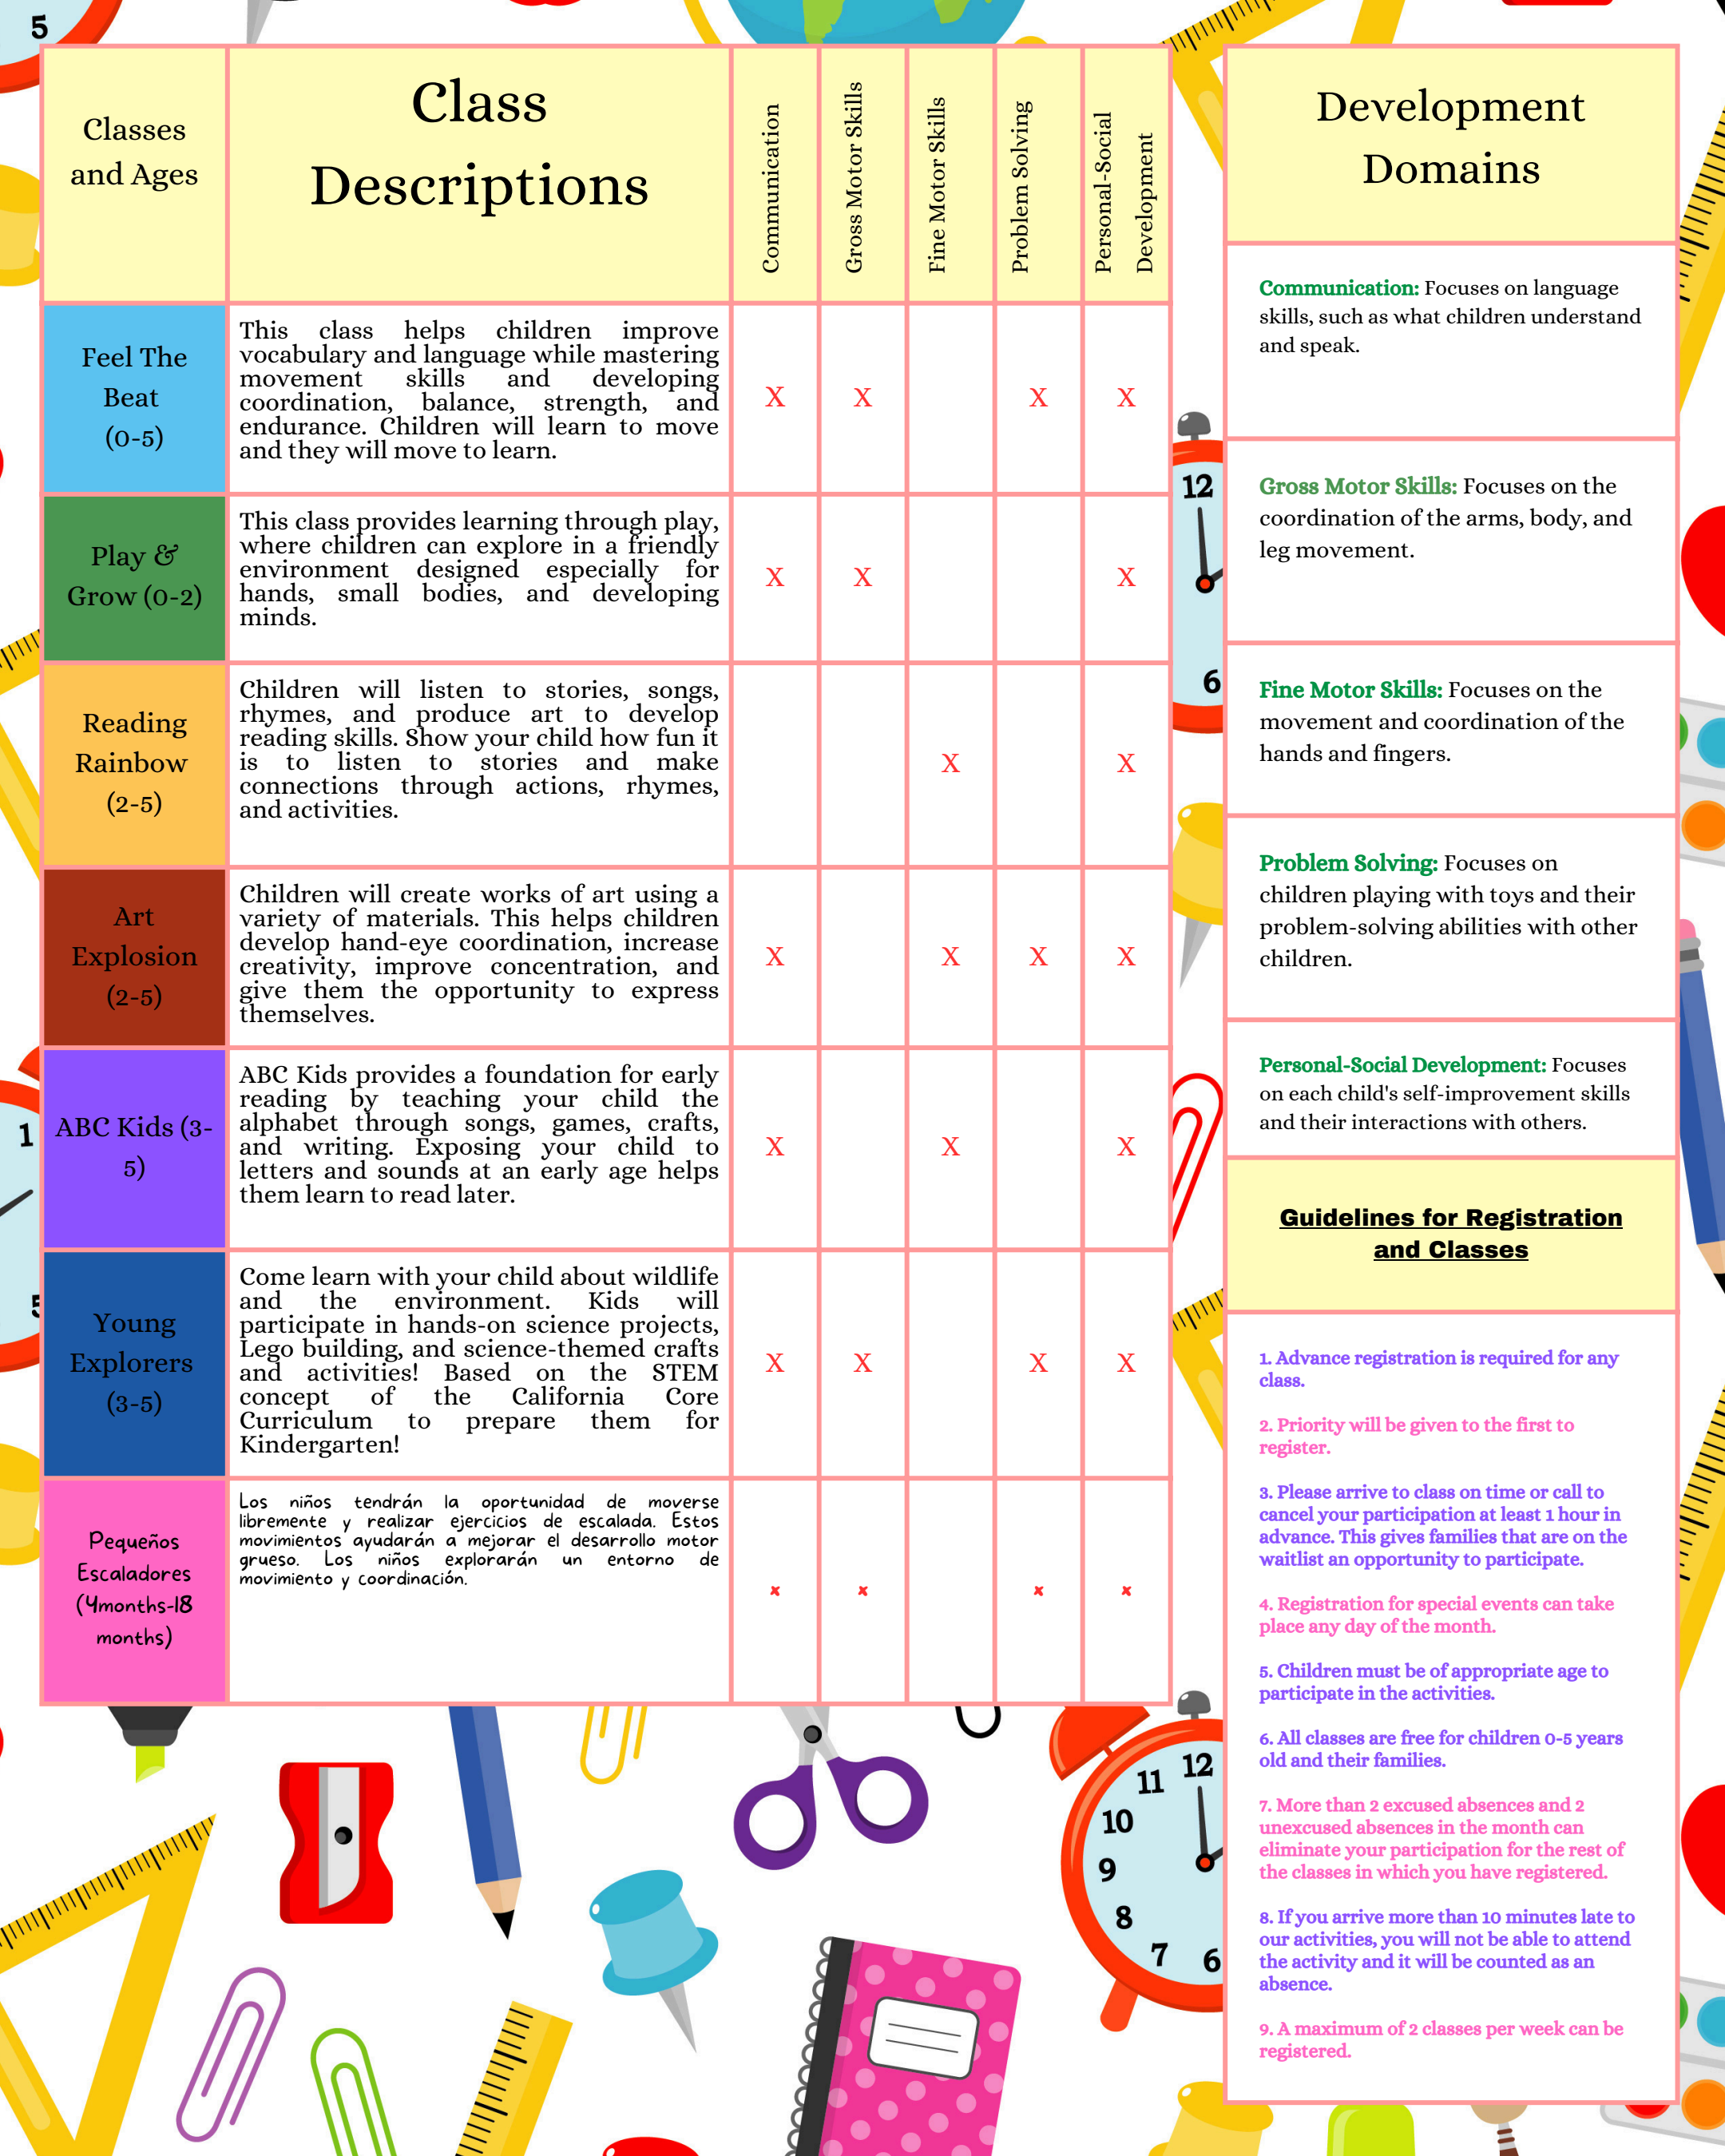 Classes
and Ages
Class
Descriptions
Communication
Gross Motor Skills
Fine Motor Skills
Problem Solving
Personal-Social
Development
Feel The
Beat
(0-5)
This class helps children improve
vocabulary and language while mastering
movement skills and developing
coordination, balance, strength, and
endurance. Children will learn to move
and they will move to learn.
X X X X
Play &
Grow (0-2)
This class provides learning through play,
where children can explore in a friendly
environment designed especially for
hands, small bodies, and developing
minds.
X X X
Reading
Rainbow
(2-5)
Children will listen to stories, songs,
rhymes, and produce art to develop
reading skills. Show your child how fun it
is to listen to stories and make
connections through actions, rhymes,
and activities.
X X
Art
Explosion
(2-5)
Children will create works of art using a
variety of materials. This helps children
develop hand-eye coordination, increase
creativity, improve concentration, and
give them the opportunity to express
themselves.
X X X X
ABC Kids (3-
5)
ABC Kids provides a foundation for early
reading by teaching your child the
alphabet through songs, games, crafts,
and writing. Exposing your child to
letters and sounds at an early age helps
them learn to read later.
X X X
Young
Explorers
(3-5)
Come learn with your child about wildlife
and the environment. Kids will
participate in hands-on science projects,
Lego building, and science-themed crafts
and activities! Based on the STEM
concept of the California Core
Curriculum to prepare them for
Kindergarten!
X X X X
Pequeños
Escaladores
(4months-18
months)
Los niños tendrán la oportunidad de moverse
libremente y realizar ejercicios de escalada. Estos
movimientos ayudarán a mejorar el desarrollo motor
grueso. Los niños explorarán un entorno de
movimiento y coordinación.
x x x x
Development
Domains
Communication: Focuses on language
skills, such as what children understand
and speak.
Gross Motor Skills: Focuses on the
coordination of the arms, body, and
leg movement.
Fine Motor Skills: Focuses on the
movement and coordination of the
hands and fingers.
Problem Solving: Focuses on
children playing with toys and their
problem-solving abilities with other
children.
Personal-Social Development: Focuses
on each child's self-improvement skills
and their interactions with others.
Guidelines for Registration
and Classes
1. Advance registration is required for any
class.
2. Priority will be given to the first to
register.
3. Please arrive to class on time or call to
cancel your participation at least 1 hour in
advance. This gives families that are on the
waitlist an opportunity to participate.
4. Registration for special events can take
place any day of the month.
5. Children must be of appropriate age to
participate in the activities.
6. All classes are free for children 0-5 years
old and their families.
7. More than 2 excused absences and 2
unexcused absences in the month can
eliminate your participation for the rest of
the classes in which you have registered.
8. If you arrive more than 10 minutes late to
our activities, you will not be able to attend
the activity and it will be counted as an
absence.
9. A maximum of 2 classes per week can be
registered.
5
12
6
1
5
12
11
10
9
8
7
6